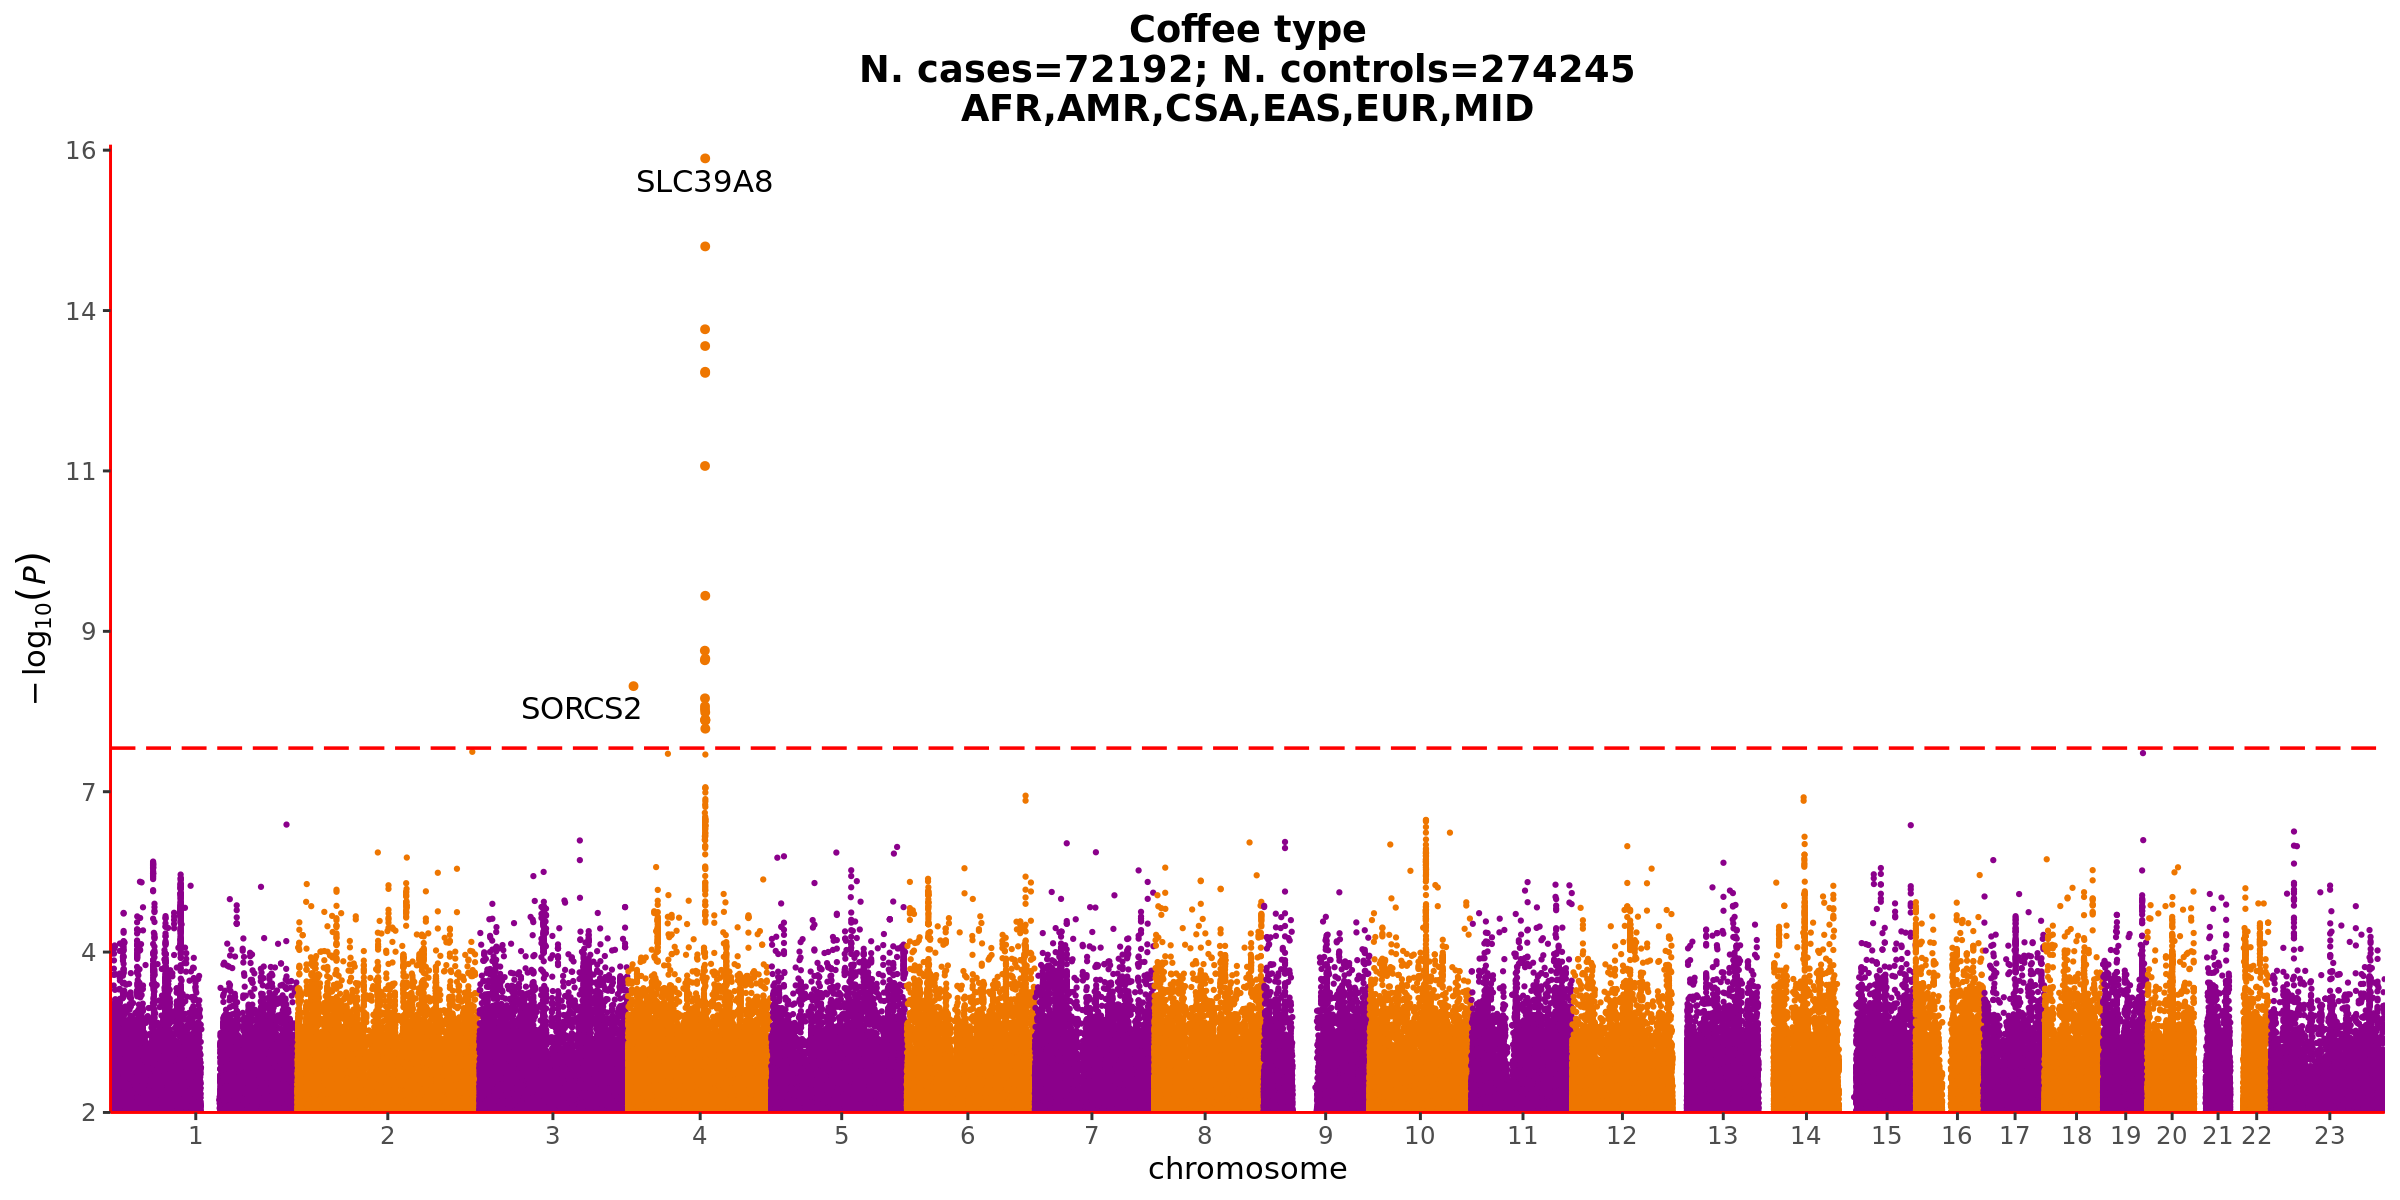 Coffee type
N. cases=72192; N. controls=274245
AFR,AMR,CSA,EAS,EUR,MID
16
SLC39A8
14
11
9
SORCS2
7
4
2
−log10(P)
1 2 3 4 5 6 7 8 9 10 11 12 13 14 15 16 17 18 19 20 21 22 23
chromosome